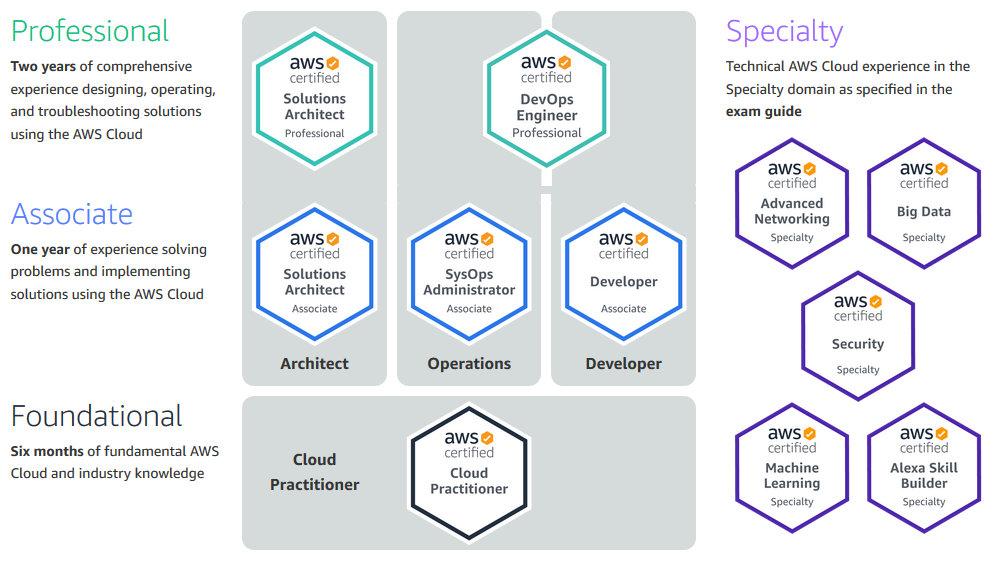 Professional
Two years of comprehensive
experience designing, operating,
and troubleshooting solutions
using the AWS Cloud
aws
certified
Solutions
Architect
Professional
aws
certified
DevOps
Engineer
Professional
Associate
One year of experience solving
problems and implementing
solutions using the AWS Cloud
aws
certified
Solutions
Architect
Associate
Architect
aws
certified
SysOps
Administrator
Associate
Operations
aws
certified
Developer
Associate
Developer
Foundational
Six months of fundamental AWS
Cloud and industry knowledge
Cloud
Practitioner
aws
certified
Cloud
Practitioner
Specialty
Technical AWS Cloud experience in the
Specialty domain as specified in the
exam guide
aws
certified
Advanced
Networking
Specialty
aws
certified
Big Data
Specialty
aws
certified
Security
Specialty
aws
certified
Machine
Learning
Specialty
aws
certified
Alexa Skill
Builder
Specialty